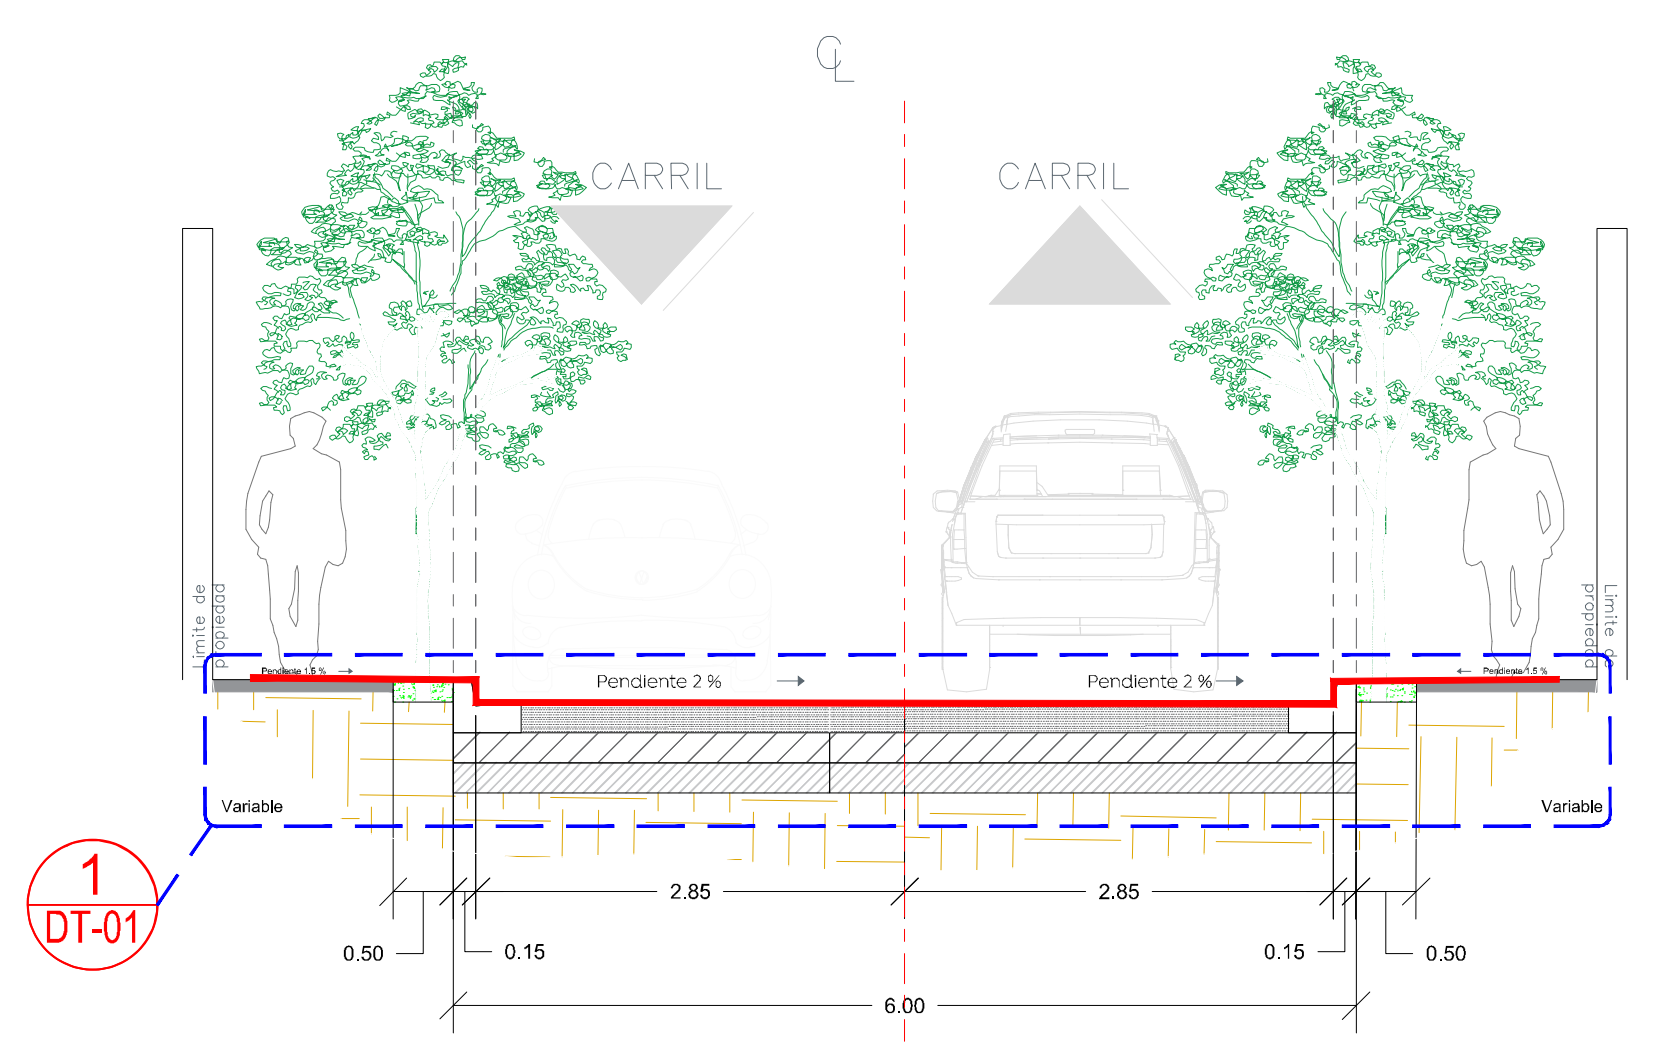 CL
CARRIL
CARRIL
Limite de
propiedad
Limite de
propiedad
Pendiente 1.5 %
Pendiente 2 %
Pendiente 2 %
Pendiente 1.5 %
Variable
Variable
1
DT-01
2.85
2.85
0.50
0.15
0.15
0.50
6.00